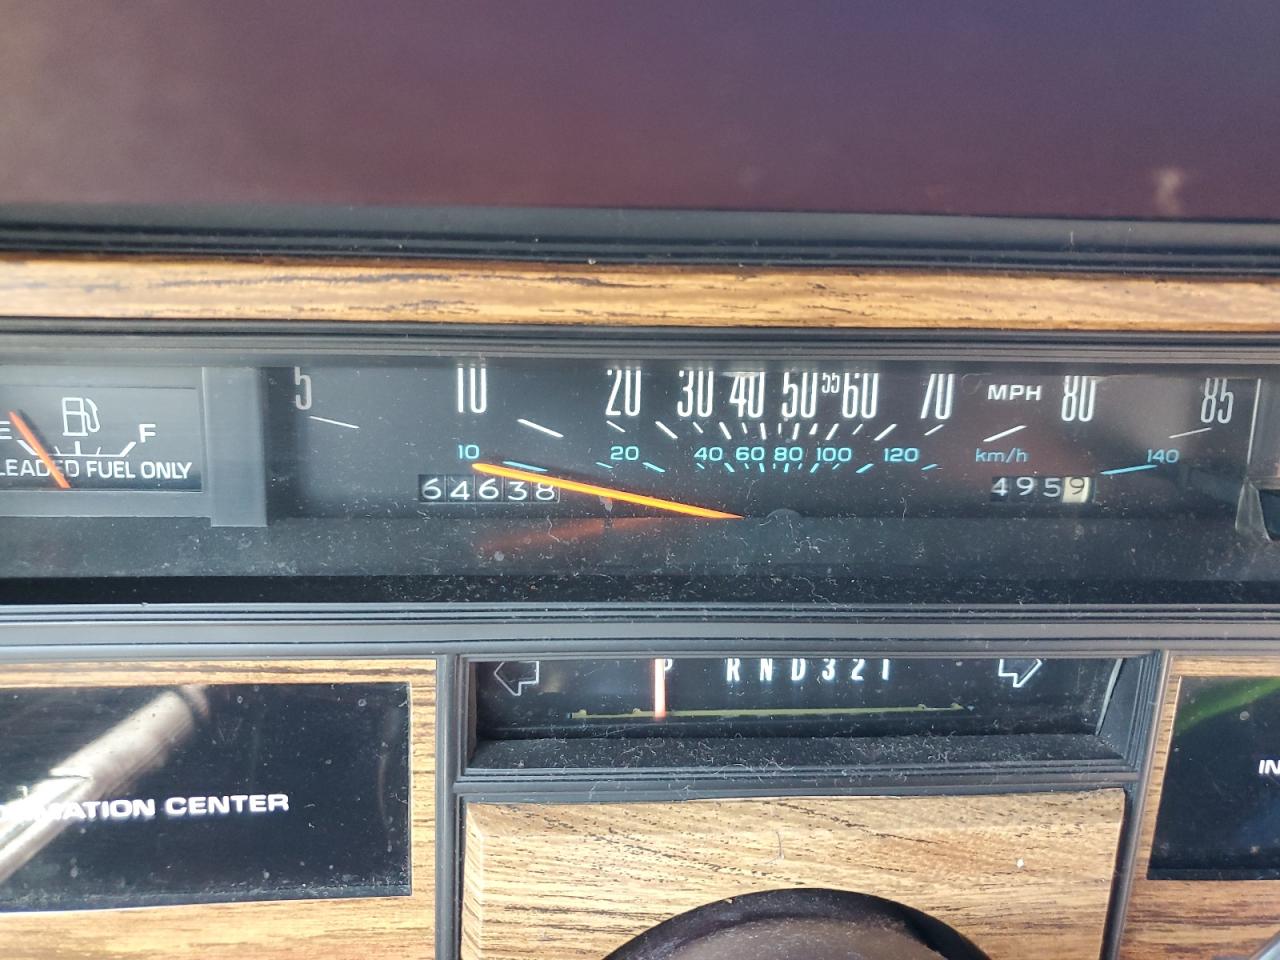 5 10 20 30 40 50 55 60 70 MPH 80 85
E F
10 20 40 60 80 100 120 km/h 140
LEADED FUEL ONLY
64638
4959
P R N D 3 2 1
CENTER